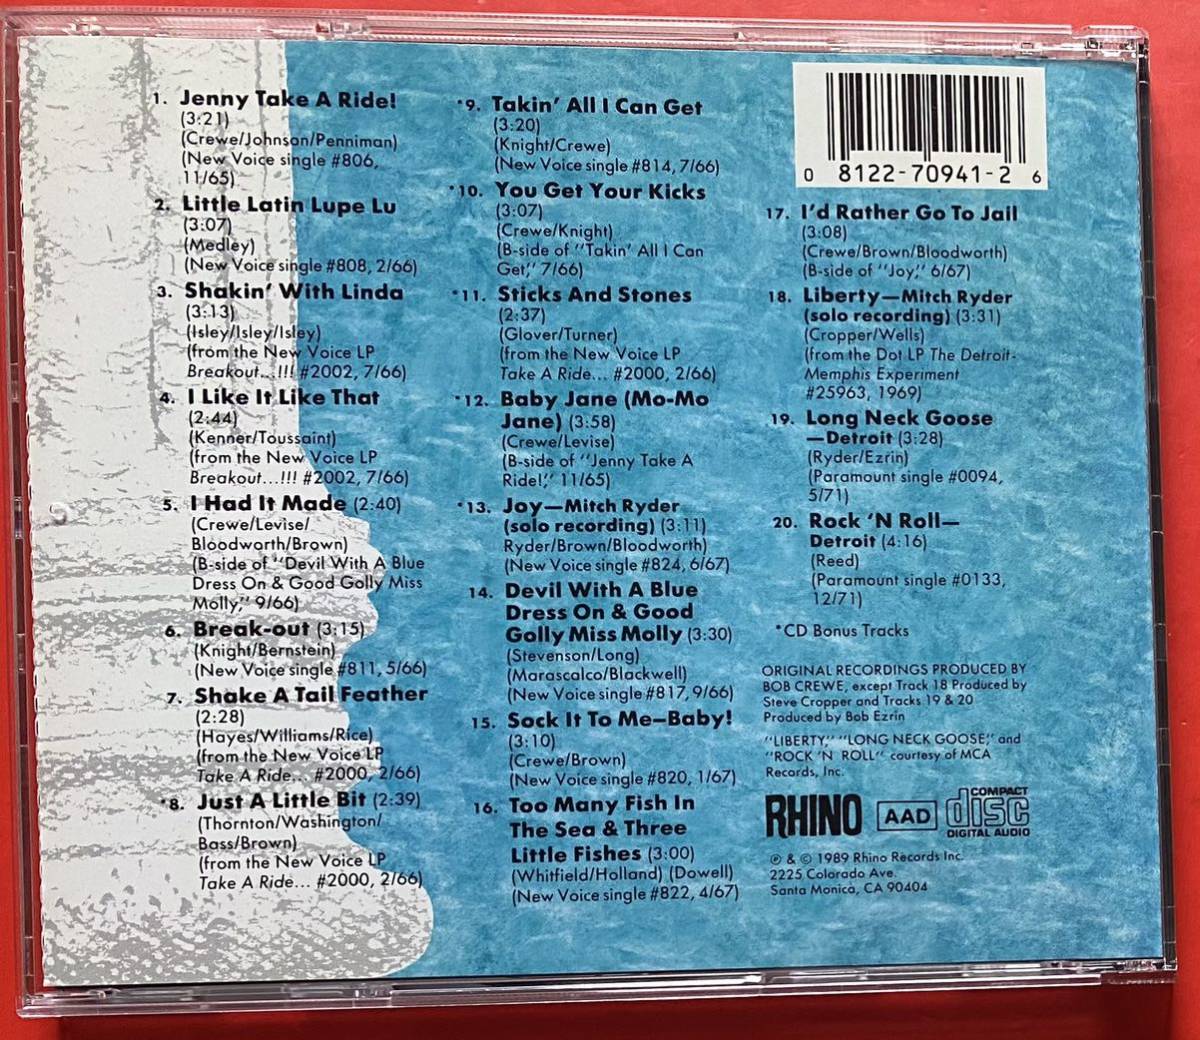 1. Jenny Take A Ride!
(3:21)
(Crewe/Johnson/Penniman)
(New Voice single #806,
11/65)
2. Little Latin Lupe Lu
(3:07)
(Medley)
(New Voice single #808, 2/66)
3. Shakin' With Linda
(3:13)
(Isley/Isley/Isley)
(from the New Voice LP
Breakout...!!! #2002, 7/66)
4. I Like It Like That
(2:44)
(Kenner/Toussaint)
(from the New Voice LP
Breakout...!!! #2002, 7/66)
5. I Had It Made (2:40)
(Crewe/Levise/
Bloodworth/Brown)
(B-side of "Devil With A Blue
Dress On & Good Golly Miss
Molly," 9/66)
6. Break-out (3:15)
(Knight/Bernstein)
(New Voice single #811, 5/66)
7. Shake A Tail Feather
(2:28)
(Hayes/Williams/Rice)
(from the New Voice LP
Take A Ride... #2000, 2/66)
*8. Just A Little Bit (2:39)
(Thornton/Washington/
Bass/Brown)
(from the New Voice LP
Take A Ride... #2000, 2/66)
*9. Takin' All I Can Get
(3:20)
(Knight/Crewe)
(New Voice single #814, 7/66)
*10. You Get Your Kicks
(3:07)
(Crewe/Knight)
(B-side of "Takin' All I Can
Get," 7/66)
*11. Sticks And Stones
(2:37)
(Glover/Turner)
(from the New Voice LP
Take A Ride... #2000, 2/66)
*12. Baby Jane (Mo-Mo
Jane) (3:58)
(Crewe/Levise)
(B-side of "Jenny Take A
Ride!," 11/65)
*13. Joy—Mitch Ryder
(solo recording) (3:11)
Ryder/Brown/Bloodworth)
(New Voice single #824, 6/67)
14. Devil With A Blue
Dress On & Good
Golly Miss Molly (3:30)
(Stevenson/Long)
(Marascalco/Blackwell)
(New Voice single #817, 9/66)
15. Sock It To Me—Baby!
(3:10)
(Crewe/Brown)
(New Voice single #820, 1/67)
16. Too Many Fish In
The Sea & Three
Little Fishes (3:00)
(Whitfield/Holland) (Dowell)
(New Voice single #822, 4/67)
0 8122-70941-2 6
17. I'd Rather Go To Jail
(3:08)
(Crewe/Brown/Bloodworth)
(B-side of "Joy," 6/67)
18. Liberty—Mitch Ryder
(solo recording) (3:31)
(Cropper/Wells)
(from the Dot LP The Detroit-
Memphis Experiment
#25963, 1969)
19. Long Neck Goose
—Detroit (3:28)
(Ryder/Ezrin)
(Paramount single #0094,
5/71)
20. Rock 'N Roll—
Detroit (4:16)
(Reed)
(Paramount single #0133,
12/71)
*CD Bonus Tracks
ORIGINAL RECORDINGS PRODUCED BY
BOB CREWE, except Track 18 Produced by
Steve Cropper and Tracks 19 & 20
Produced by Bob Ezrin
"LIBERTY," "LONG NECK GOOSE," and
"ROCK 'N ROLL" courtesy of MCA
Records, Inc.
RHINO AAD COMPACT disc DIGITAL AUDIO
℗ & © 1989 Rhino Records Inc.
2225 Colorado Ave.
Santa Monica, CA 90404